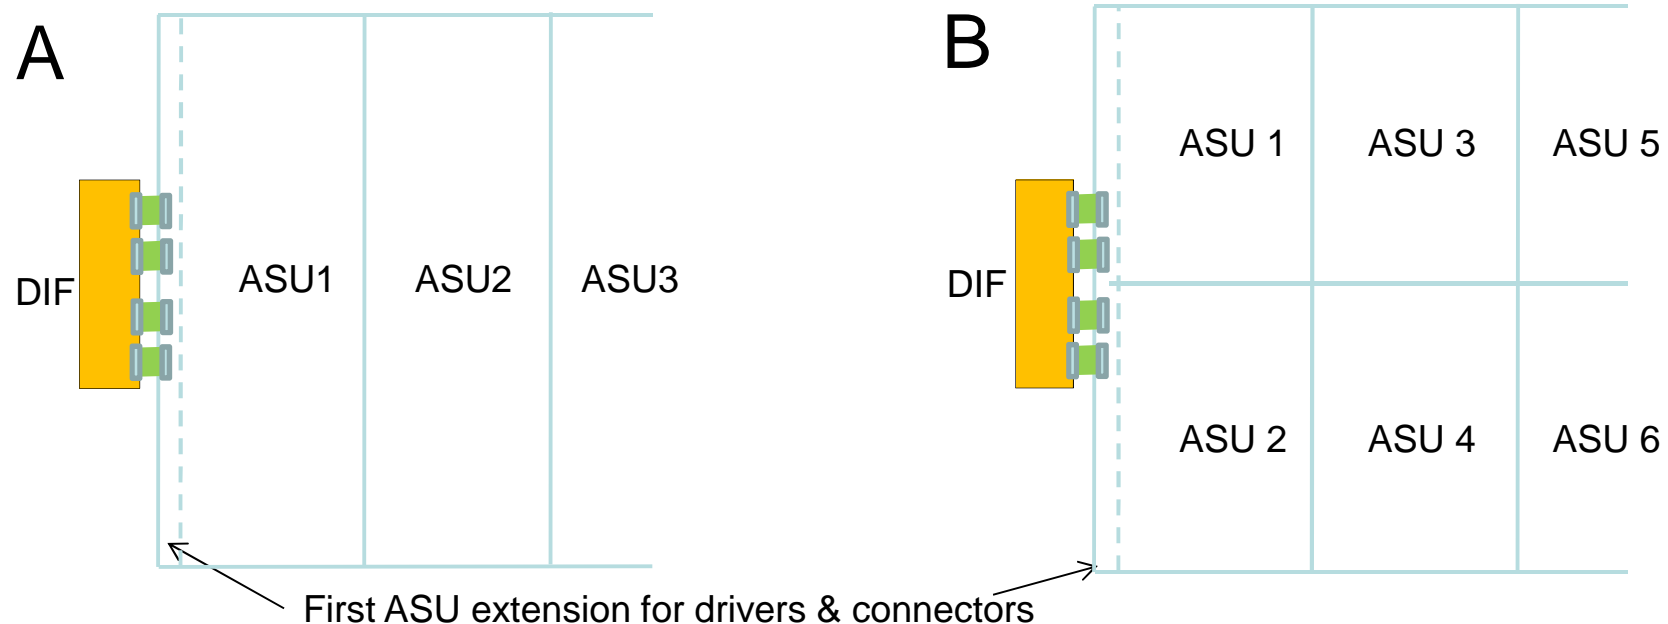 A
DIF
ASU1
ASU2
ASU3
B
DIF
ASU 1
ASU 3
ASU 5
ASU 2
ASU 4
ASU 6
First ASU extension for drivers & connectors